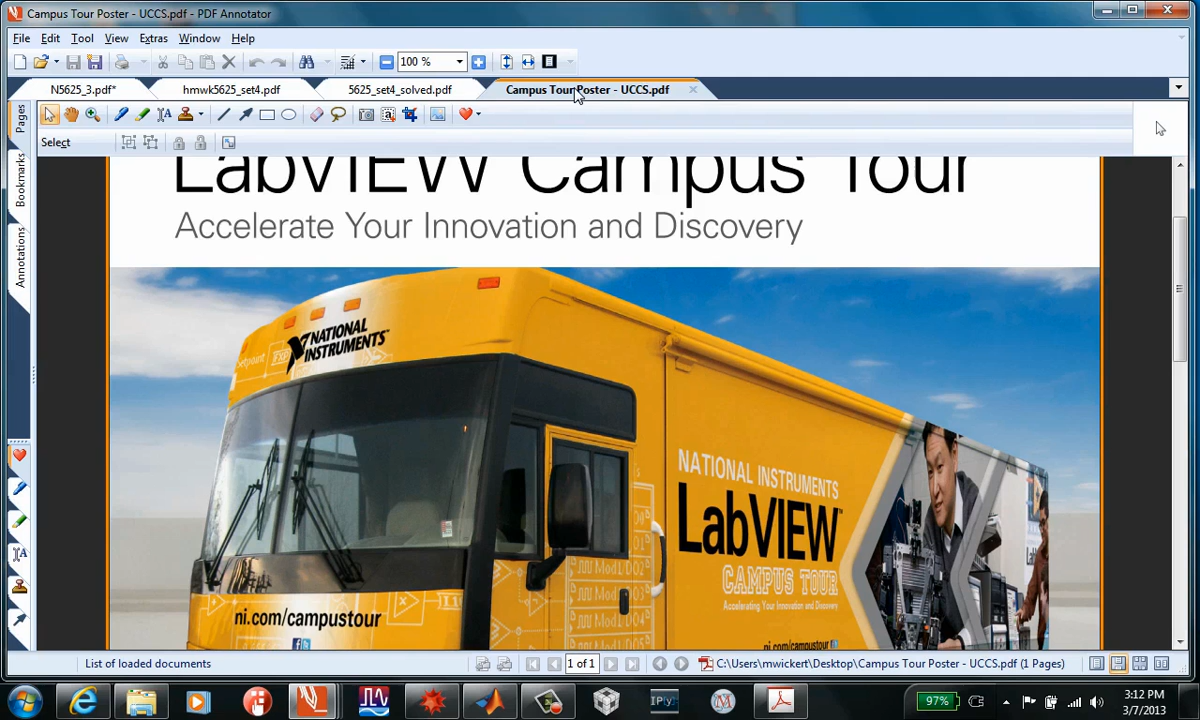 Campus Tour Poster - UCCS.pdf - PDF Annotator
File Edit Tool View Extras Window Help
100 %
N5625_3.pdf* hmwk5625_set4.pdf 5625_set4_solved.pdf Campus Tour Poster - UCCS.pdf
Select
Pages
Bookmarks
Annotations
LabVIEW Campus Tour
Accelerate Your Innovation and Discovery
NATIONAL
INSTRUMENTS™
NATIONAL INSTRUMENTS
LabVIEW™
CAMPUS TOUR
Accelerating Your Innovation and Discovery
ni.com/campustour
ni.com/campustour
List of loaded documents
1 of 1
C:\Users\mwickert\Desktop\Campus Tour Poster - UCCS.pdf (1 Pages)
97%
3:12 PM
3/7/2013